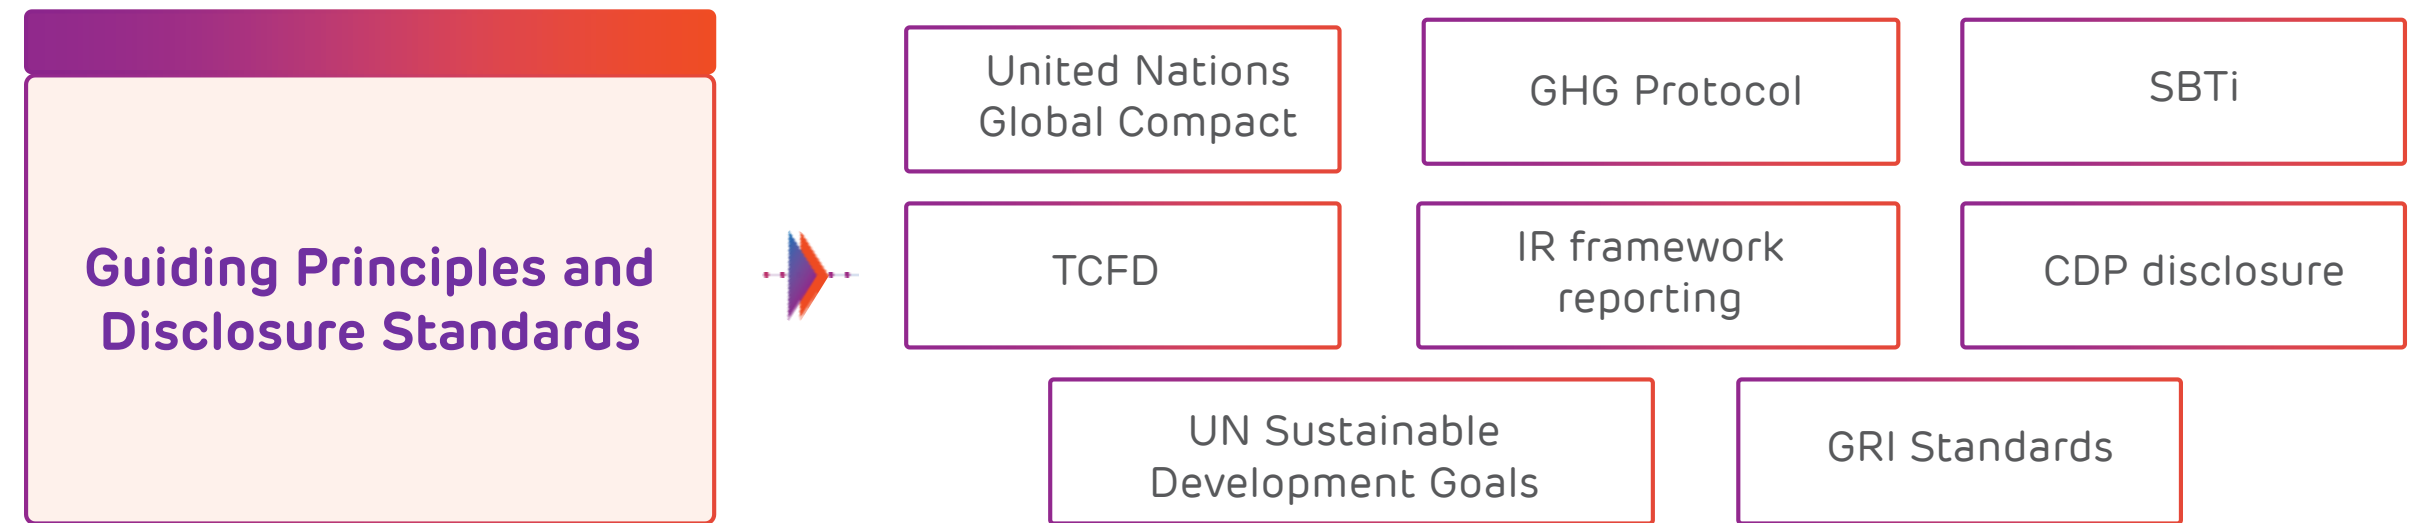 Guiding Principles and
Disclosure Standards
United Nations
Global Compact
GHG Protocol
SBTi
TCFD
IR framework
reporting
CDP disclosure
UN Sustainable
Development Goals
GRI Standards